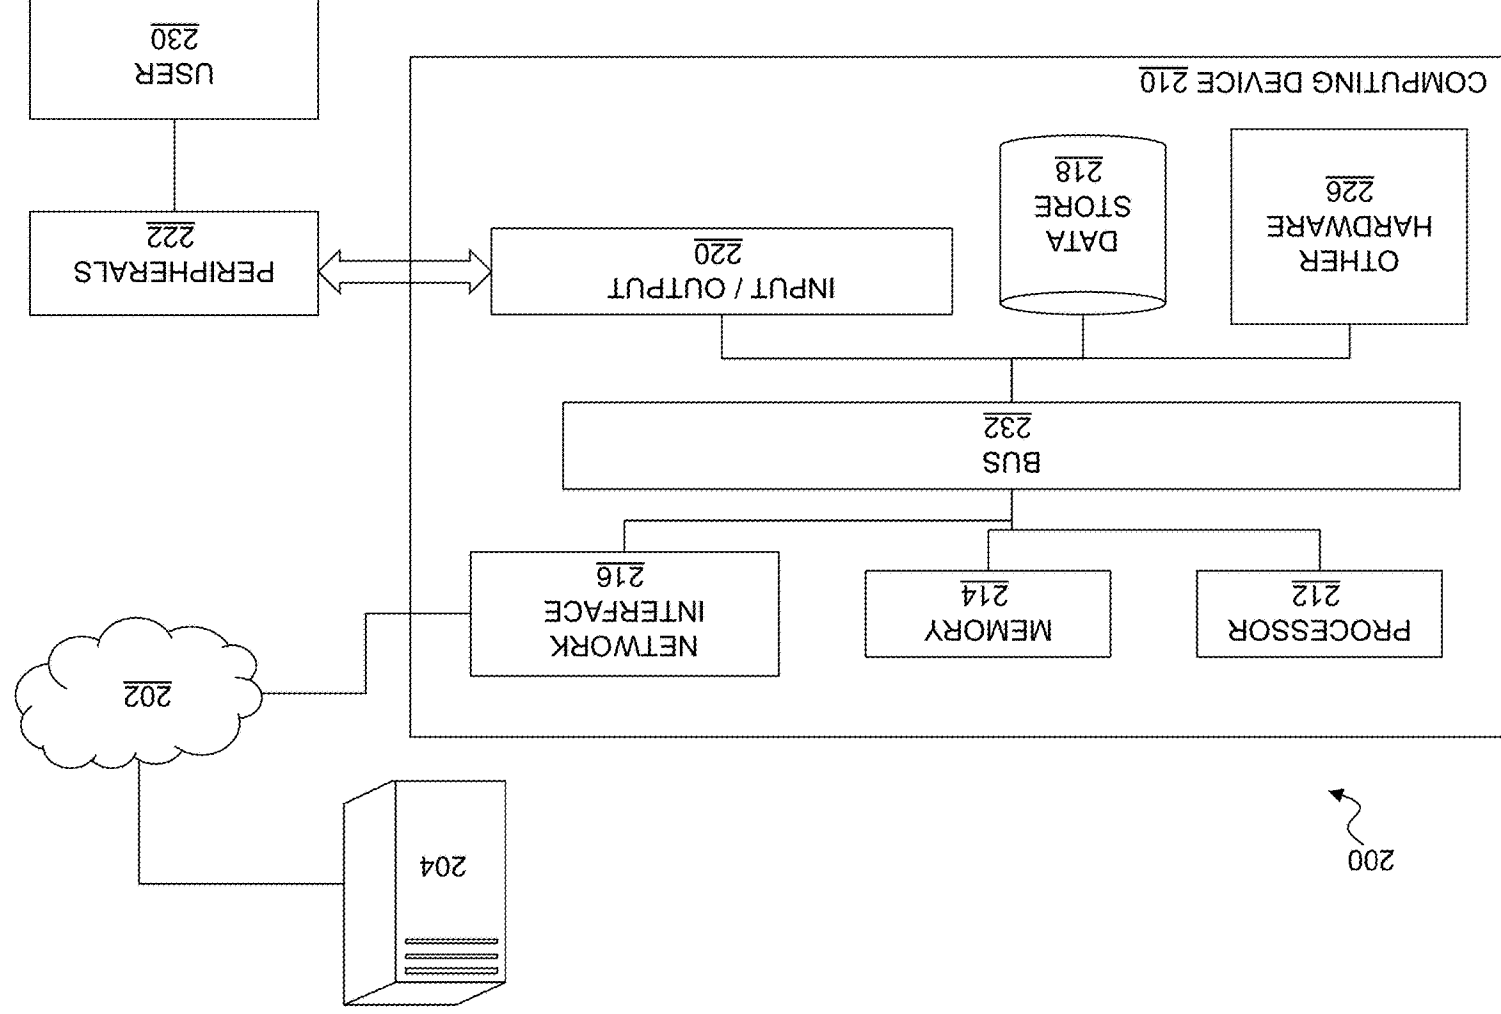 200
204
202
PROCESSOR
212
MEMORY
214
NETWORK
INTERFACE
216
BUS
232
OTHER
HARDWARE
226
DATA
STORE
218
INPUT / OUTPUT
220
PERIPHERALS
222
COMPUTING DEVICE 210
USER
230